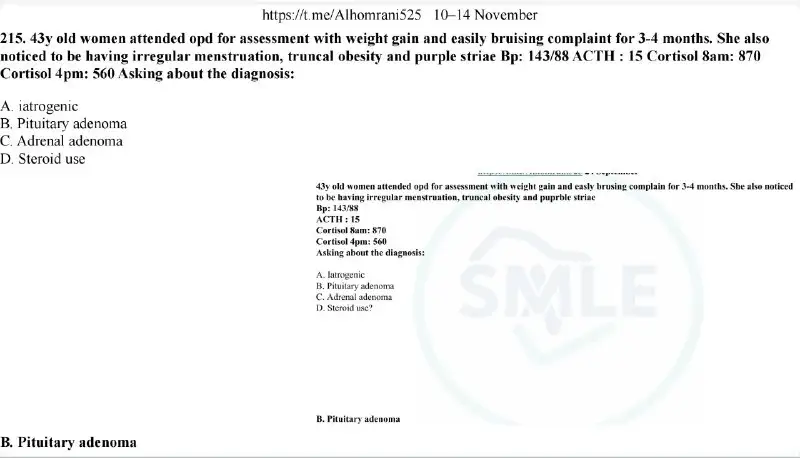 https://t.me/Alhomrani525 10–14 November
215. 43y old women attended opd for assessment with weight gain and easily bruising complaint for 3-4 months. She also
noticed to be having irregular menstruation, truncal obesity and purple striae Bp: 143/88 ACTH : 15 Cortisol 8am: 870
Cortisol 4pm: 560 Asking about the diagnosis:
A. iatrogenic
B. Pituitary adenoma
C. Adrenal adenoma
D. Steroid use
43y old women attended opd for assessment with weight gain and easly brusing complain for 3-4 months. She also noticed
to be having irregular menstruation, truncal obesity and puprble striae
Bp: 143/88
ACTH : 15
Cortisol 8am: 870
Cortisol 4pm: 560
Asking about the diagnosis:
A. Iatrogenic
B. Pituitary adenoma
C. Adrenal adenoma
D. Steroid use?
SMLE
B. Pituitary adenoma
B. Pituitary adenoma